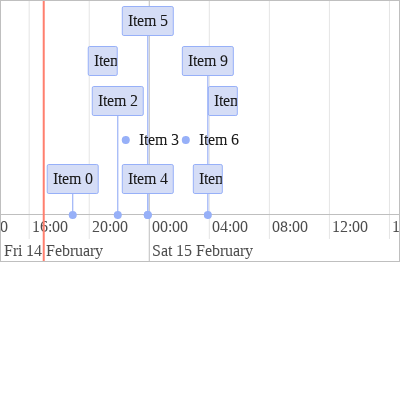 Item 5
Item 9
Item 2
Item 3 Item 6
Item 0 Item 4
16:00 20:00 00:00 04:00 08:00 12:00
Fri 14 February Sat 15 February